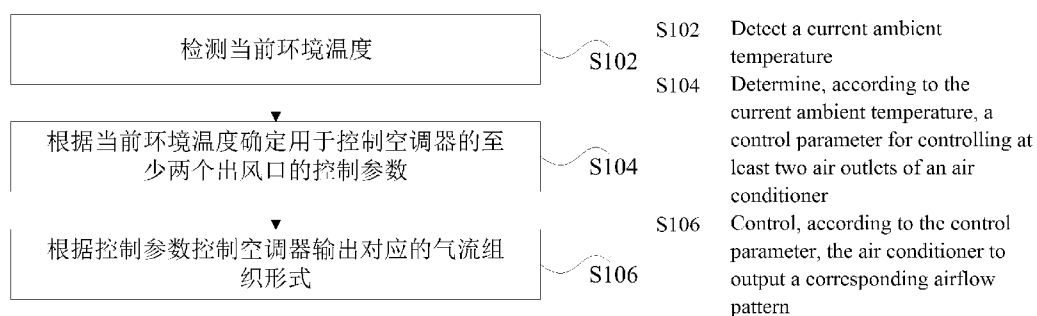 检测当前环境温度
S102
根据当前环境温度确定用于控制空调器的至
少两个出风口的控制参数
S104
根据控制参数控制空调器输出对应的气流组
织形式
S106
S102 Detect a current ambient
temperature
S104 Determine, according to the
current ambient temperature, a
control parameter for controlling at
least two air outlets of an air
conditioner
S106 Control, according to the control
parameter, the air conditioner to
output a corresponding airflow
pattern